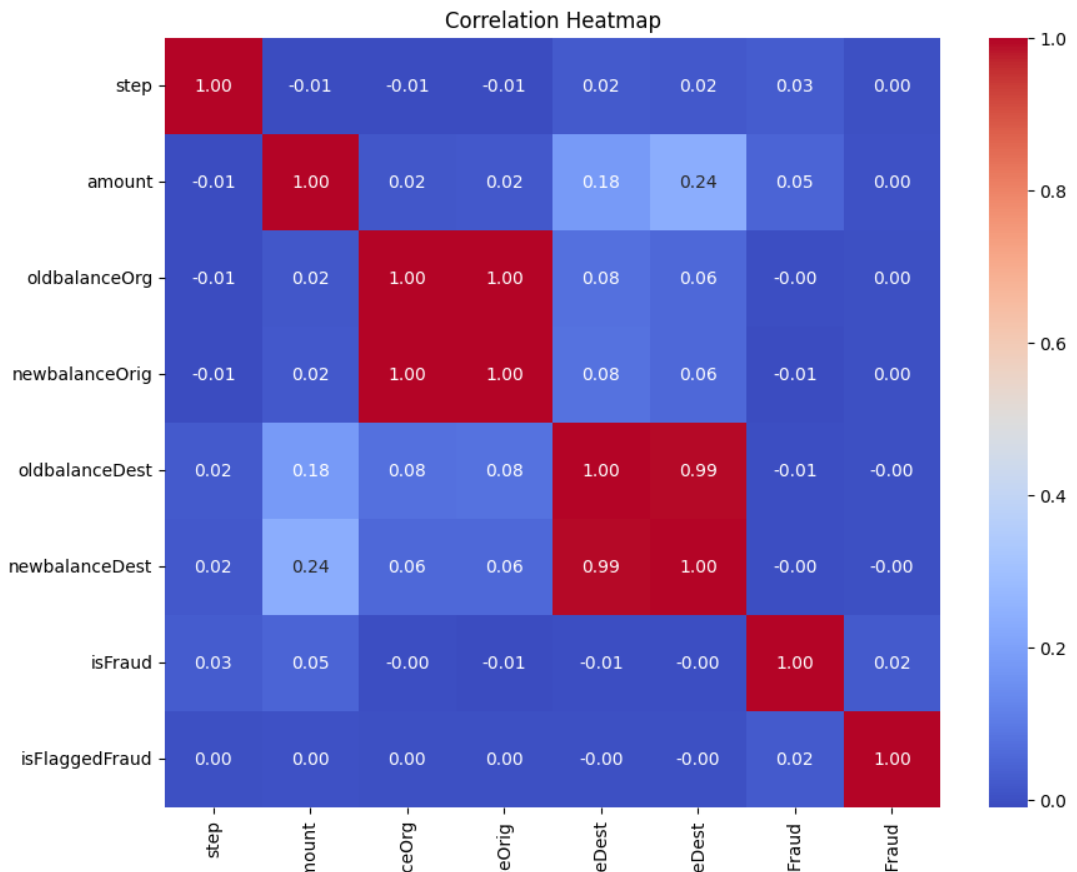 Correlation Heatmap
step 1.00 -0.01 -0.01 -0.01 0.02 0.02 0.03 0.00
amount -0.01 1.00 0.02 0.02 0.18 0.24 0.05 0.00
oldbalanceOrg -0.01 0.02 1.00 1.00 0.08 0.06 -0.00 0.00
newbalanceOrig -0.01 0.02 1.00 1.00 0.08 0.06 -0.01 0.00
oldbalanceDest 0.02 0.18 0.08 0.08 1.00 0.99 -0.01 -0.00
newbalanceDest 0.02 0.24 0.06 0.06 0.99 1.00 -0.00 -0.00
isFraud 0.03 0.05 -0.00 -0.01 -0.01 -0.00 1.00 0.02
isFlaggedFraud 0.00 0.00 0.00 0.00 -0.00 -0.00 0.02 1.00
step
mount
ceOrg
eOrig
eDest
eDest
Fraud
Fraud
1.0
0.8
0.6
0.4
0.2
0.0